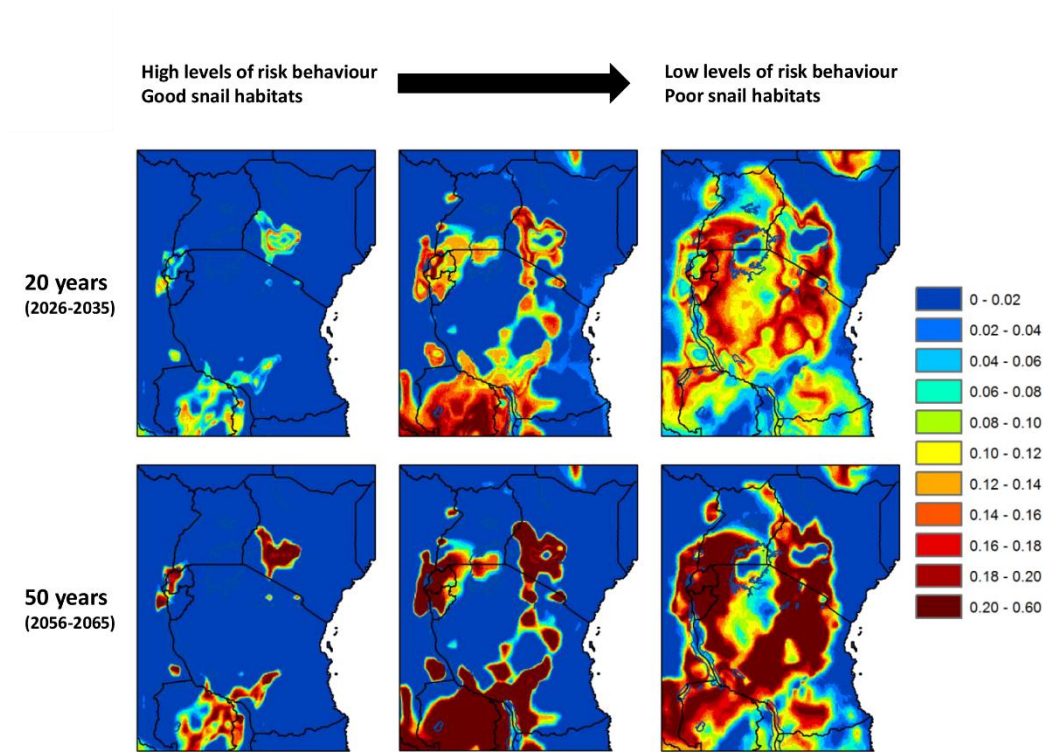 High levels of risk behaviour
Good snail habitats
Low levels of risk behaviour
Poor snail habitats
20 years
(2026-2035)
50 years
(2056-2065)
0 - 0.02
0.02 - 0.04
0.04 - 0.06
0.06 - 0.08
0.08 - 0.10
0.10 - 0.12
0.12 - 0.14
0.14 - 0.16
0.16 - 0.18
0.18 - 0.20
0.20 - 0.60